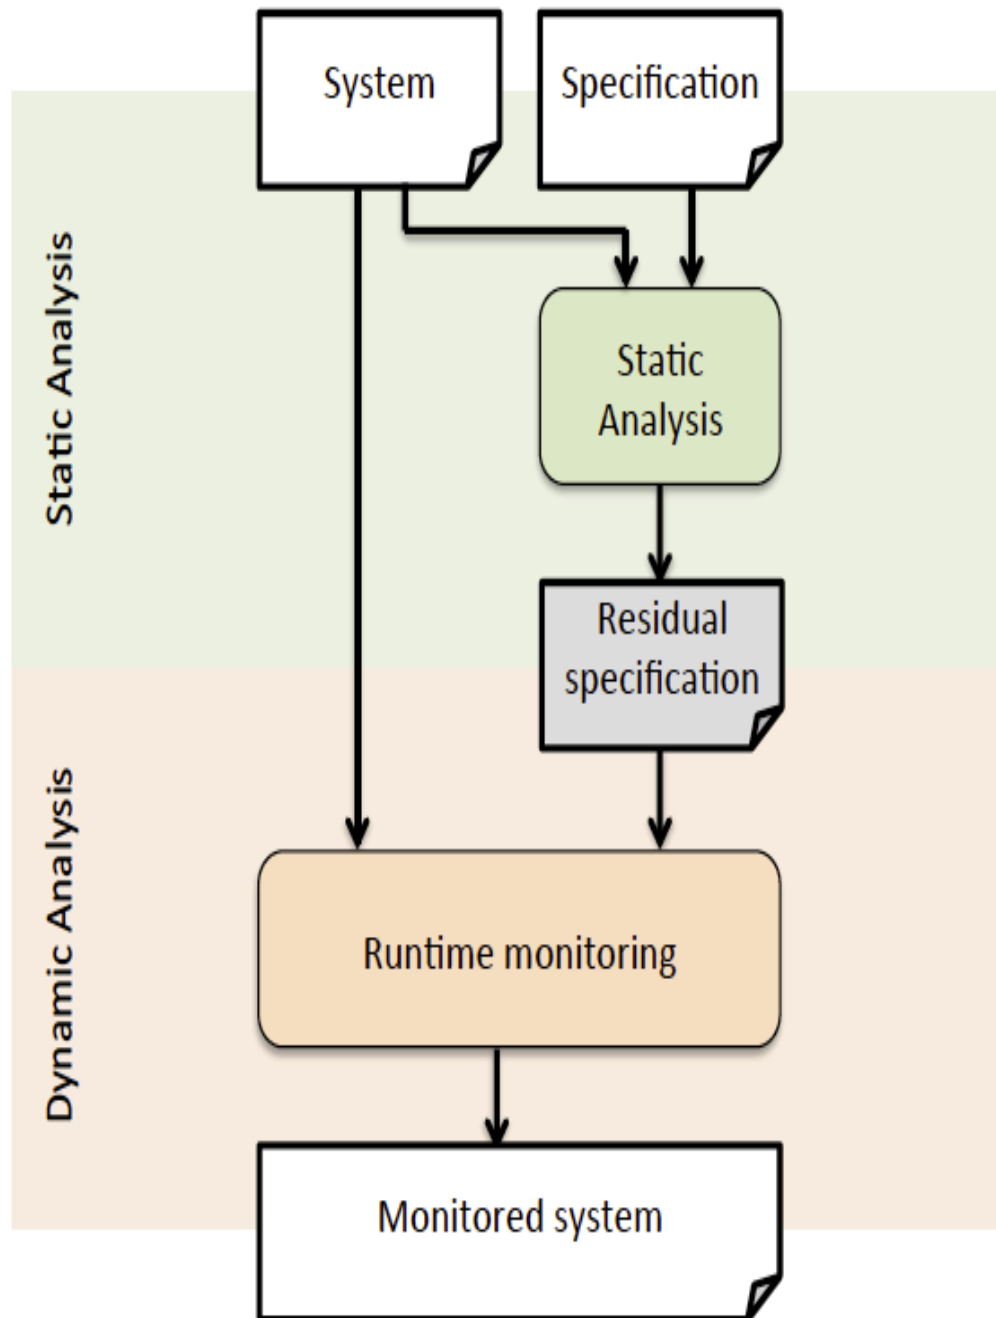 System
Specification
Static Analysis
Static
Analysis
Residual
specification
Dynamic Analysis
Runtime monitoring
Monitored system